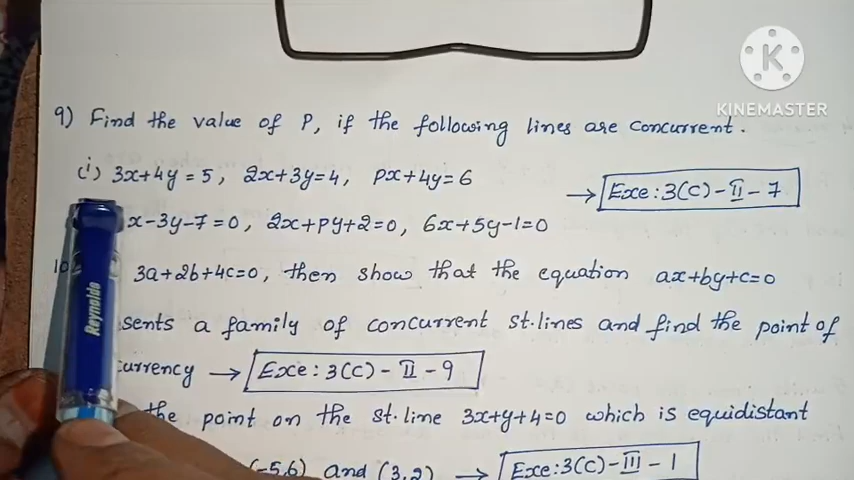 K
KINEMASTER
9) Find the value of P, if the following lines are concurrent.
(i) 3x+4y=5, 2x+3y=4, px+4y=6 → Exe: 3(c)-II-7
x-3y-7=0, 2x+Py+2=0, 6x+5y-1=0
3a+2b+4c=0, then show that the equation ax+by+c=0
sents a family of concurrent st.lines and find the point of
currency → Exe: 3(c)-II-9
the point on the st.line 3x+y+4=0 which is equidistant
(-5,6) and (3,2) → Exe: 3(c)-III-1
Reynolds